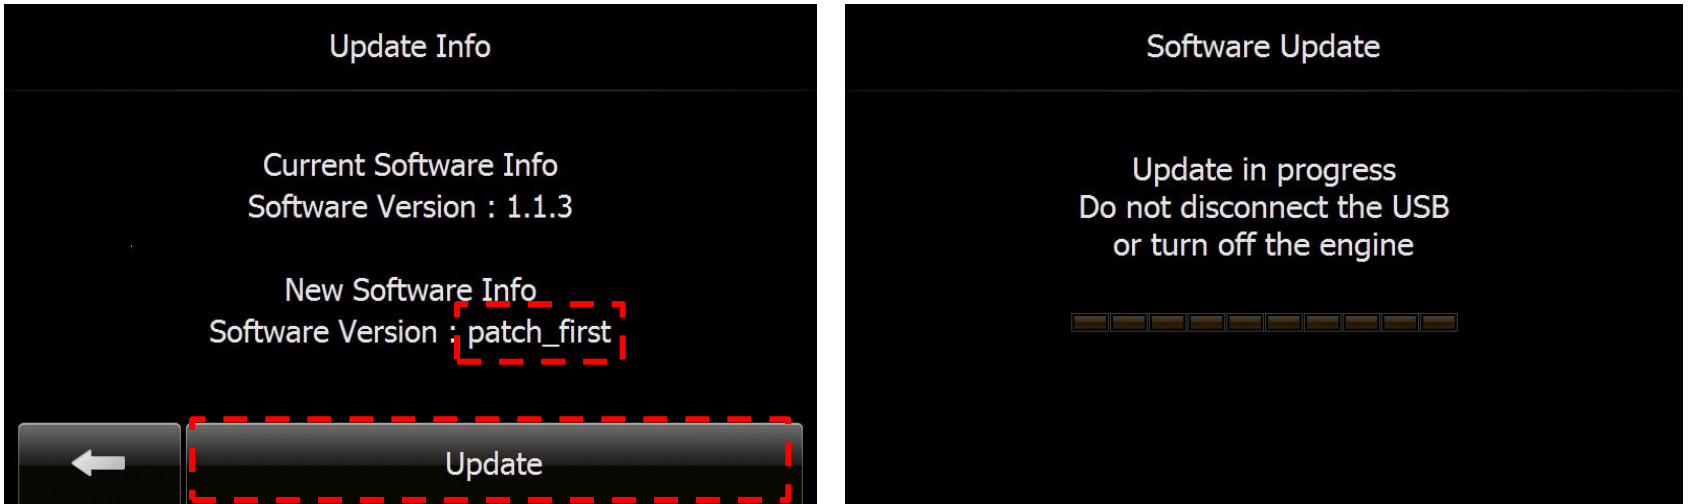 Update Info
Current Software Info
Software Version : 1.1.3
New Software Info
Software Version : patch_first
Update
Software Update
Update in progress
Do not disconnect the USB
or turn off the engine